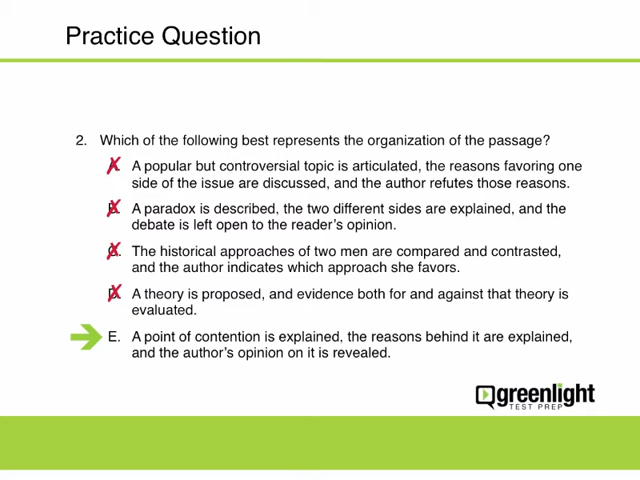 Practice Question
2. Which of the following best represents the organization of the passage?
A. A popular but controversial topic is articulated, the reasons favoring one
side of the issue are discussed, and the author refutes those reasons.
B. A paradox is described, the two different sides are explained, and the
debate is left open to the reader's opinion.
C. The historical approaches of two men are compared and contrasted,
and the author indicates which approach she favors.
D. A theory is proposed, and evidence both for and against that theory is
evaluated.
E. A point of contention is explained, the reasons behind it are explained,
and the author's opinion on it is revealed.
greenlight
TEST PREP